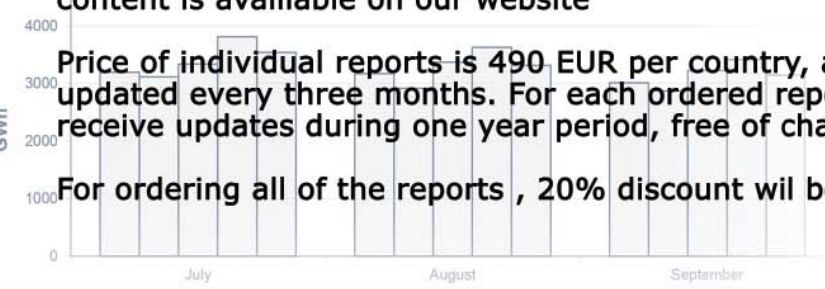 content is availiable on our website
4000
Price of individual reports is 490 EUR per country, a
3000
updated every three months. For each ordered rep
2000
receive updates during one year period, free of cha
1000
For ordering all of the reports , 20% discount wil b
0
GWh
July August September